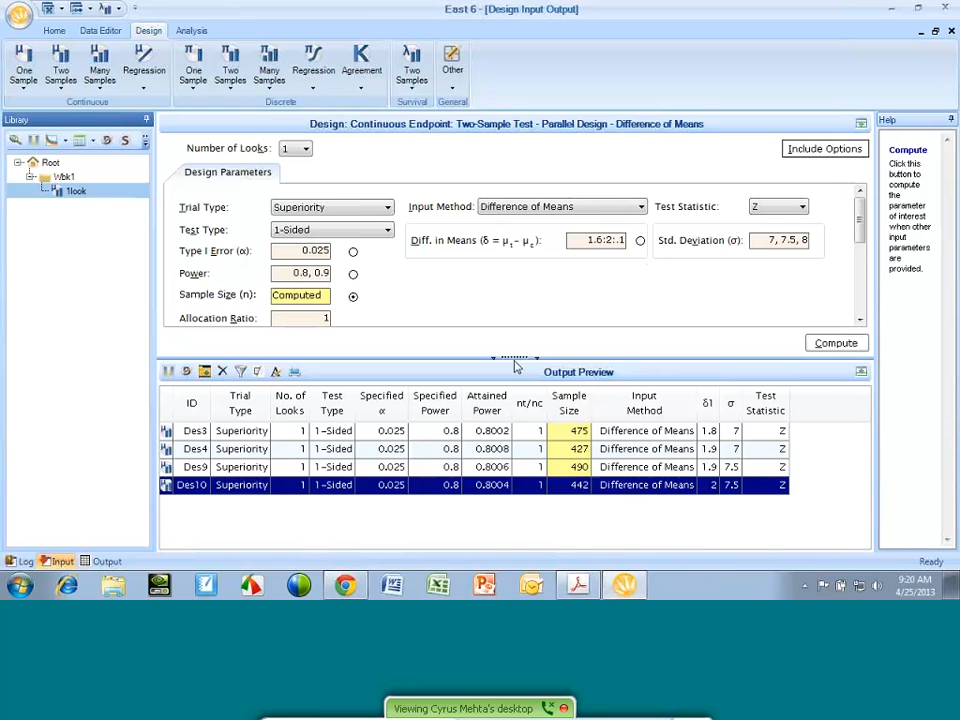 East 6 - [Design Input Output]
Home Data Editor Design Analysis
One Sample Two Samples Many Samples Regression One Sample Two Samples Many Samples Regression Agreement Two Samples Other
Continuous Discrete Survival General
Library
Root
Wbk1
1look
Design: Continuous Endpoint: Two-Sample Test - Parallel Design - Difference of Means
Number of Looks: 1 Include Options
Design Parameters
Trial Type: Superiority Input Method: Difference of Means Test Statistic: Z
Test Type: 1-Sided
Diff. in Means (δ = μt - μc): 1.6:2:.1 Std. Deviation (σ): 7, 7.5, 8
Type I Error (α): 0.025
Power: 0.8, 0.9
Sample Size (n): Computed
Allocation Ratio: 1
Compute
Output Preview
ID Trial Type No. of Looks Test Type Specified α Specified Power Attained Power nt/nc Sample Size Input Method δ1 σ Test Statistic
Des3 Superiority 1 1-Sided 0.025 0.8 0.8002 1 475 Difference of Means 1.8 7 Z
Des4 Superiority 1 1-Sided 0.025 0.8 0.8008 1 427 Difference of Means 1.9 7 Z
Des9 Superiority 1 1-Sided 0.025 0.8 0.8006 1 490 Difference of Means 1.9 7.5 Z
Des10 Superiority 1 1-Sided 0.025 0.8 0.8004 1 442 Difference of Means 2 7.5 Z
Help
Compute
Click this
button to
compute
the
parameter
of interest
when other
input
parameters
are
provided.
Log Input Output Ready
9:20 AM
4/25/2013
Viewing Cyrus Mehta's desktop